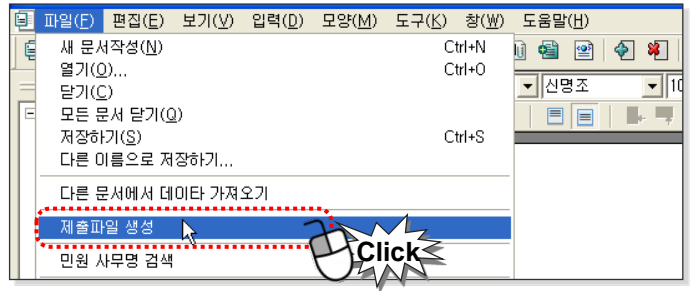 파일(F) 편집(E) 보기(V) 입력(D) 모양(M) 도구(K) 창(W) 도움말(H)
새 문서작성(N) Ctrl+N
열기(O)... Ctrl+O
닫기(C)
신명조 10
모든 문서 닫기(Q)
저장하기(S) Ctrl+S
다른 이름으로 저장하기...
다른 문서에서 데이타 가져오기
제출파일 생성
Click
민원 사무명 검색